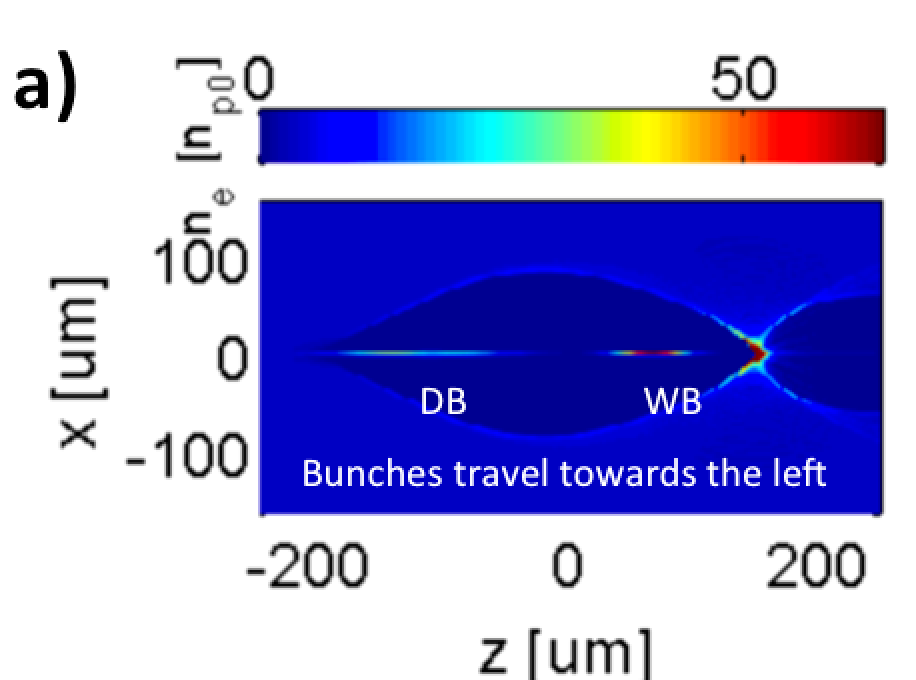 a)
0 50
n_e [n_p0]
100
0
-100
x [um]
DB WB
Bunches travel towards the left
-200 0 200
z [um]